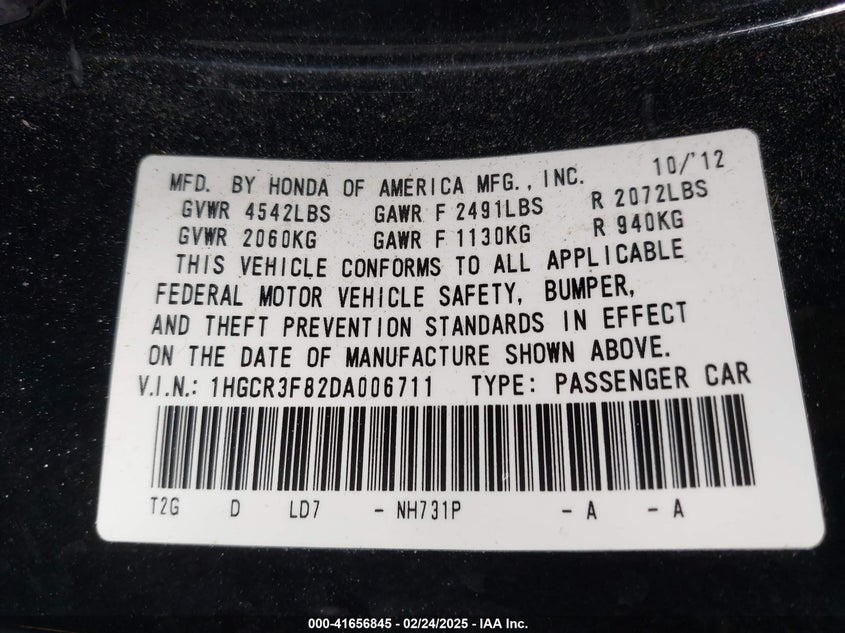 MFD. BY HONDA OF AMERICA MFG., INC. 10/'12
GVWR 4542LBS GAWR F 2491LBS R 2072LBS
GVWR 2060KG GAWR F 1130KG R 940KG
THIS VEHICLE CONFORMS TO ALL APPLICABLE
FEDERAL MOTOR VEHICLE SAFETY, BUMPER,
AND THEFT PREVENTION STANDARDS IN EFFECT
ON THE DATE OF MANUFACTURE SHOWN ABOVE.
V.I.N.: 1HGCR3F82DA006711 TYPE: PASSENGER CAR
T2G D LD7 - NH731P - A - A
000-41656845 - 02/24/2025 - IAA Inc.